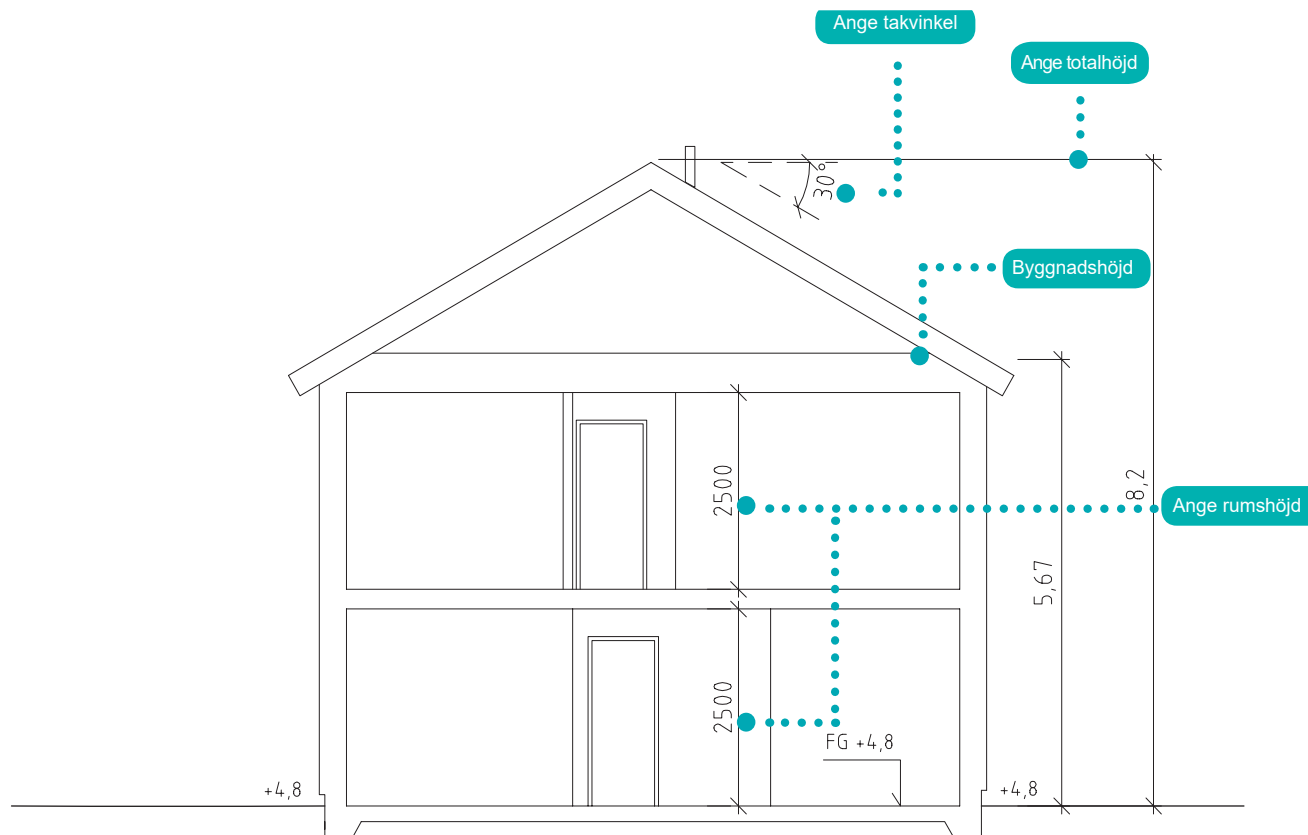 Ange takvinkel
Ange totalhöjd
30°
Byggnadshöjd
2500
8,2
Ange rumshöjd
5,67
2500
FG +4,8
+4,8
+4,8